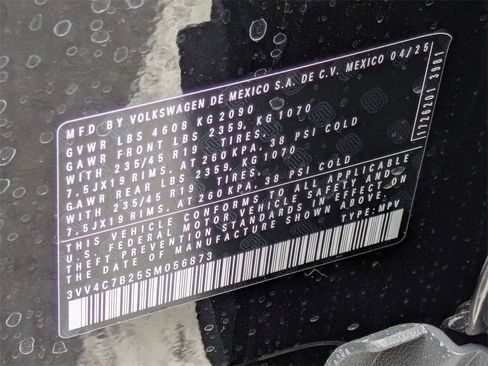 MFD BY VOLKSWAGEN DE MEXICO S.A. DE C.V. MEXICO 04/25
GVWR LBS 4608 KG 2090
GAWR FRONT LBS 2359, KG 1070
WITH 235/45 R19 TIRES,
7.5JX19 RIMS, AT 260 KPA, 38 PSI COLD
GAWR REAR LBS 2359, KG 1070
WITH 235/45 R19 TIRES,
7.5JX19 RIMS, AT 260 KPA, 38 PSI COLD
THIS VEHICLE CONFORMS TO ALL APPLICABLE
U.S. FEDERAL MOTOR VEHICLE SAFETY AND
THEFT PREVENTION STANDARDS IN EFFECT ON
THE DATE OF MANUFACTURE SHOWN ABOVE.
3VV4C7B25SM056873 TYPE: MPV